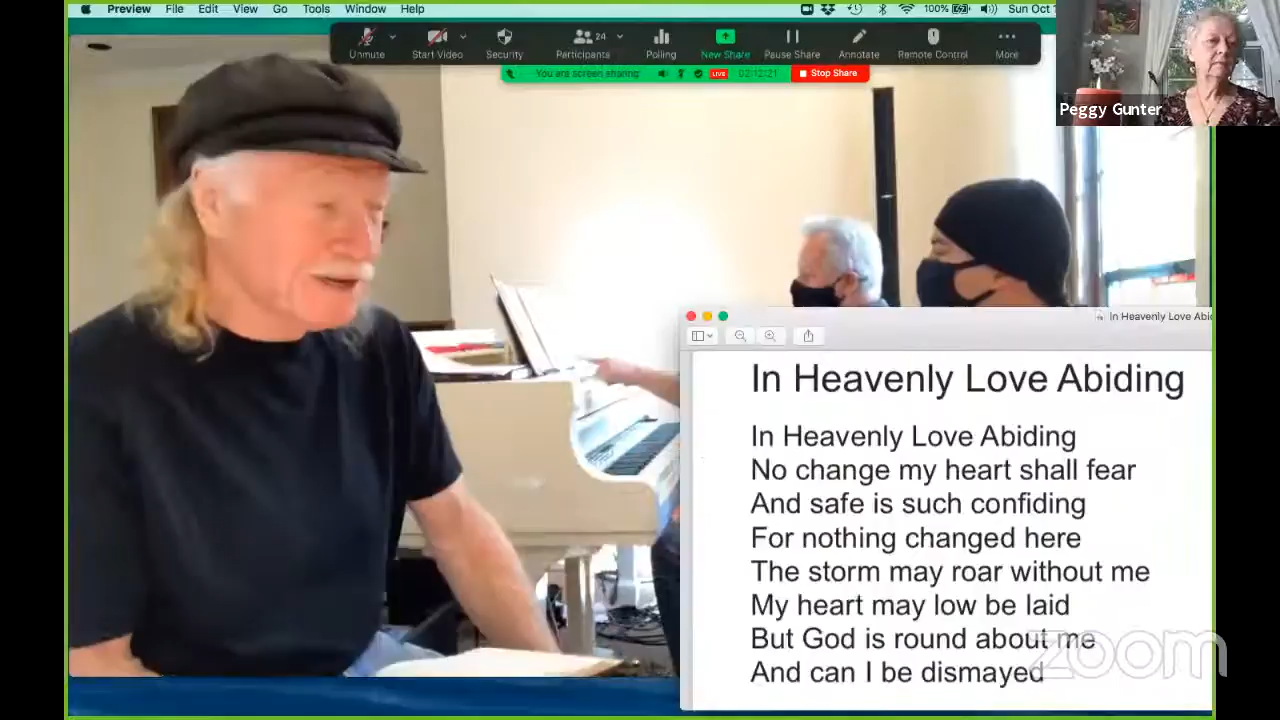 Preview File Edit View Go Tools Window Help 100% Sun Oct
Unmute Start Video Security Participants 24 Polling New Share Pause Share Annotate Remote Control More
You are screen sharing LIVE 02:12:21 Stop Share
Peggy Gunter
In Heavenly Love Abi
In Heavenly Love Abiding
In Heavenly Love Abiding
No change my heart shall fear
And safe is such confiding
For nothing changed here
The storm may roar without me
My heart may low be laid
But God is round about me
And can I be dismayed
zoom